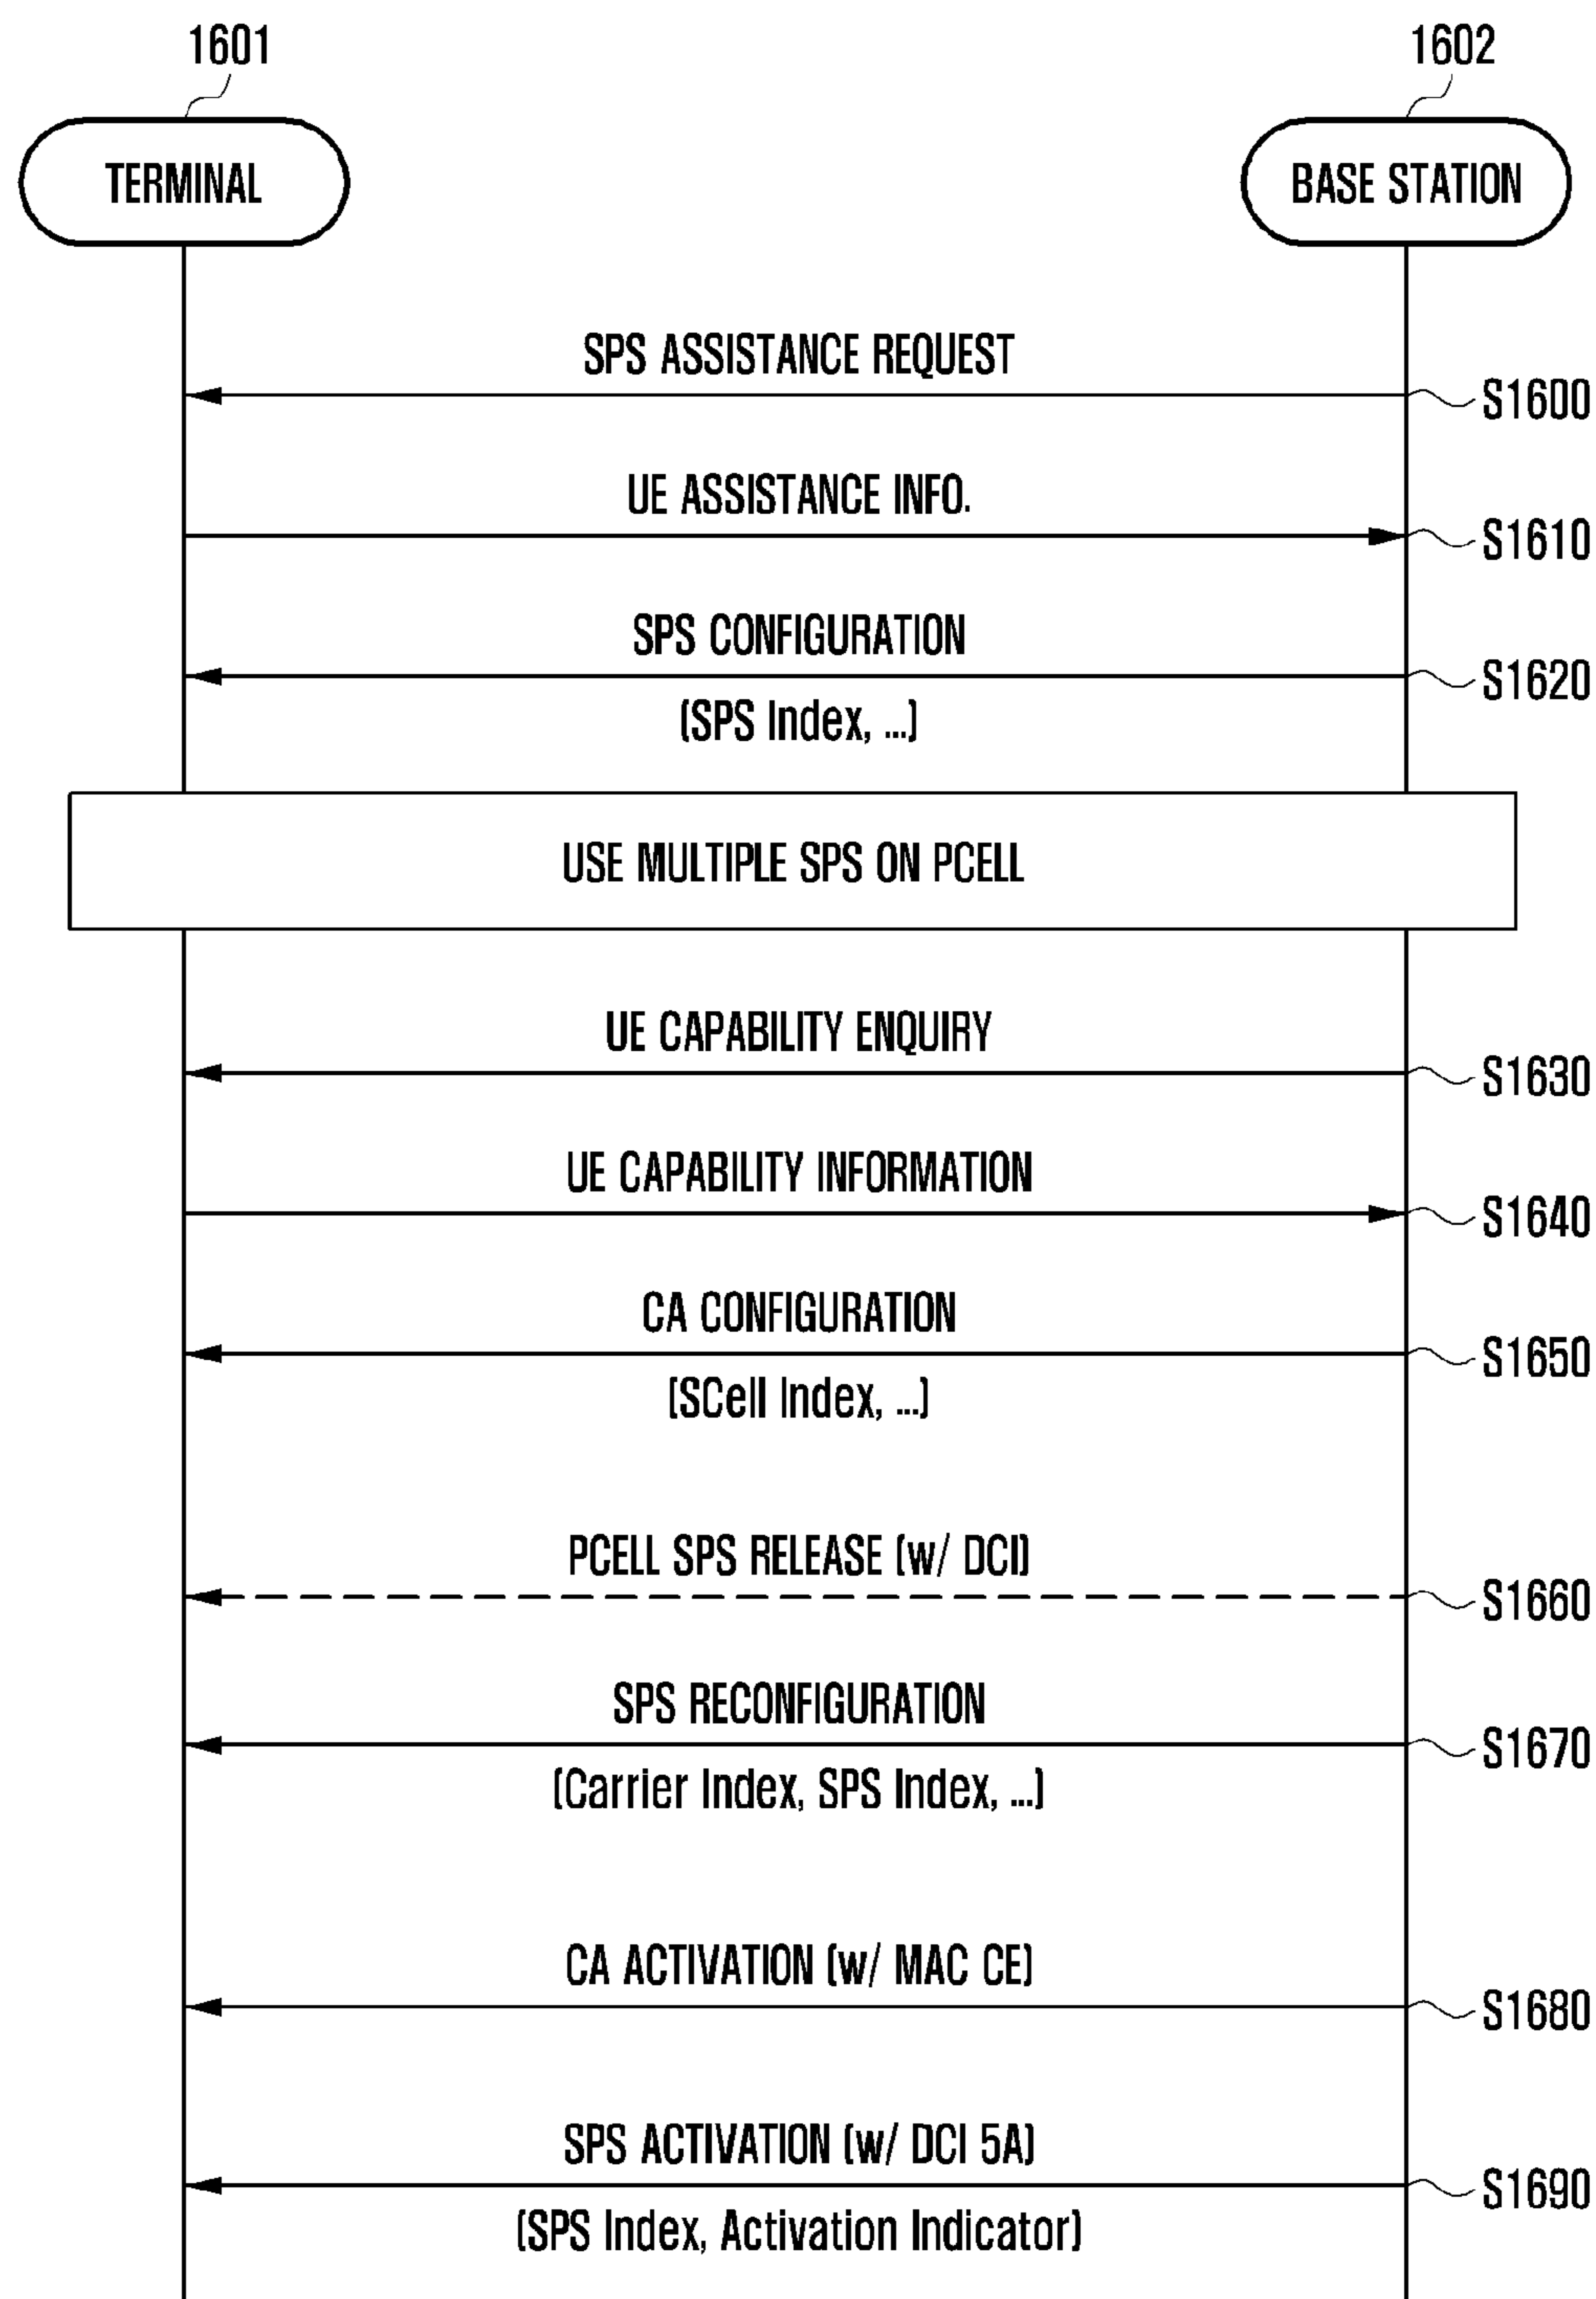 1601
1602
TERMINAL
BASE STATION
SPS ASSISTANCE REQUEST
S1600
UE ASSISTANCE INFO.
S1610
SPS CONFIGURATION
S1620
(SPS Index, ...)
USE MULTIPLE SPS ON PCELL
UE CAPABILITY ENQUIRY
S1630
UE CAPABILITY INFORMATION
S1640
CA CONFIGURATION
S1650
(SCell Index, ...)
PCELL SPS RELEASE (w/ DCI)
S1660
SPS RECONFIGURATION
S1670
(Carrier Index, SPS Index, ...)
CA ACTIVATION (w/ MAC CE)
S1680
SPS ACTIVATION (w/ DCI 5A)
S1690
(SPS Index, Activation Indicator)